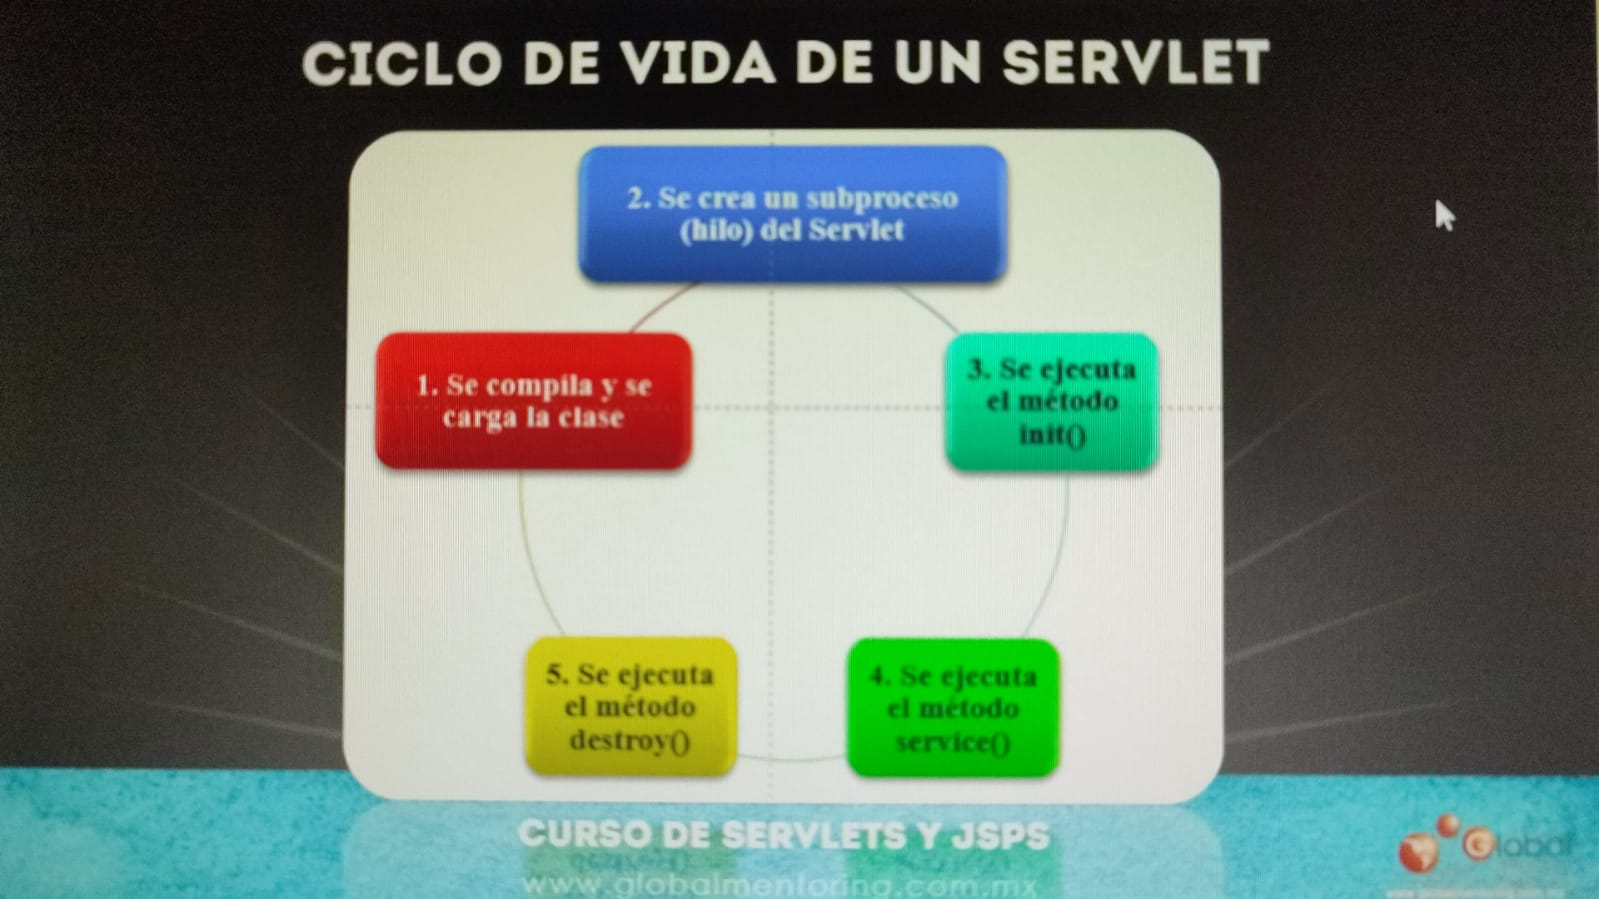 CICLO DE VIDA DE UN SERVLET
2. Se crea un subproceso
(hilo) del Servlet
1. Se compila y se
carga la clase
3. Se ejecuta
el método
init()
5. Se ejecuta
el método
destroy()
4. Se ejecuta
el método
service()
CURSO DE SERVLETS Y JSPS
www.globalmentoring.com.mx
Global